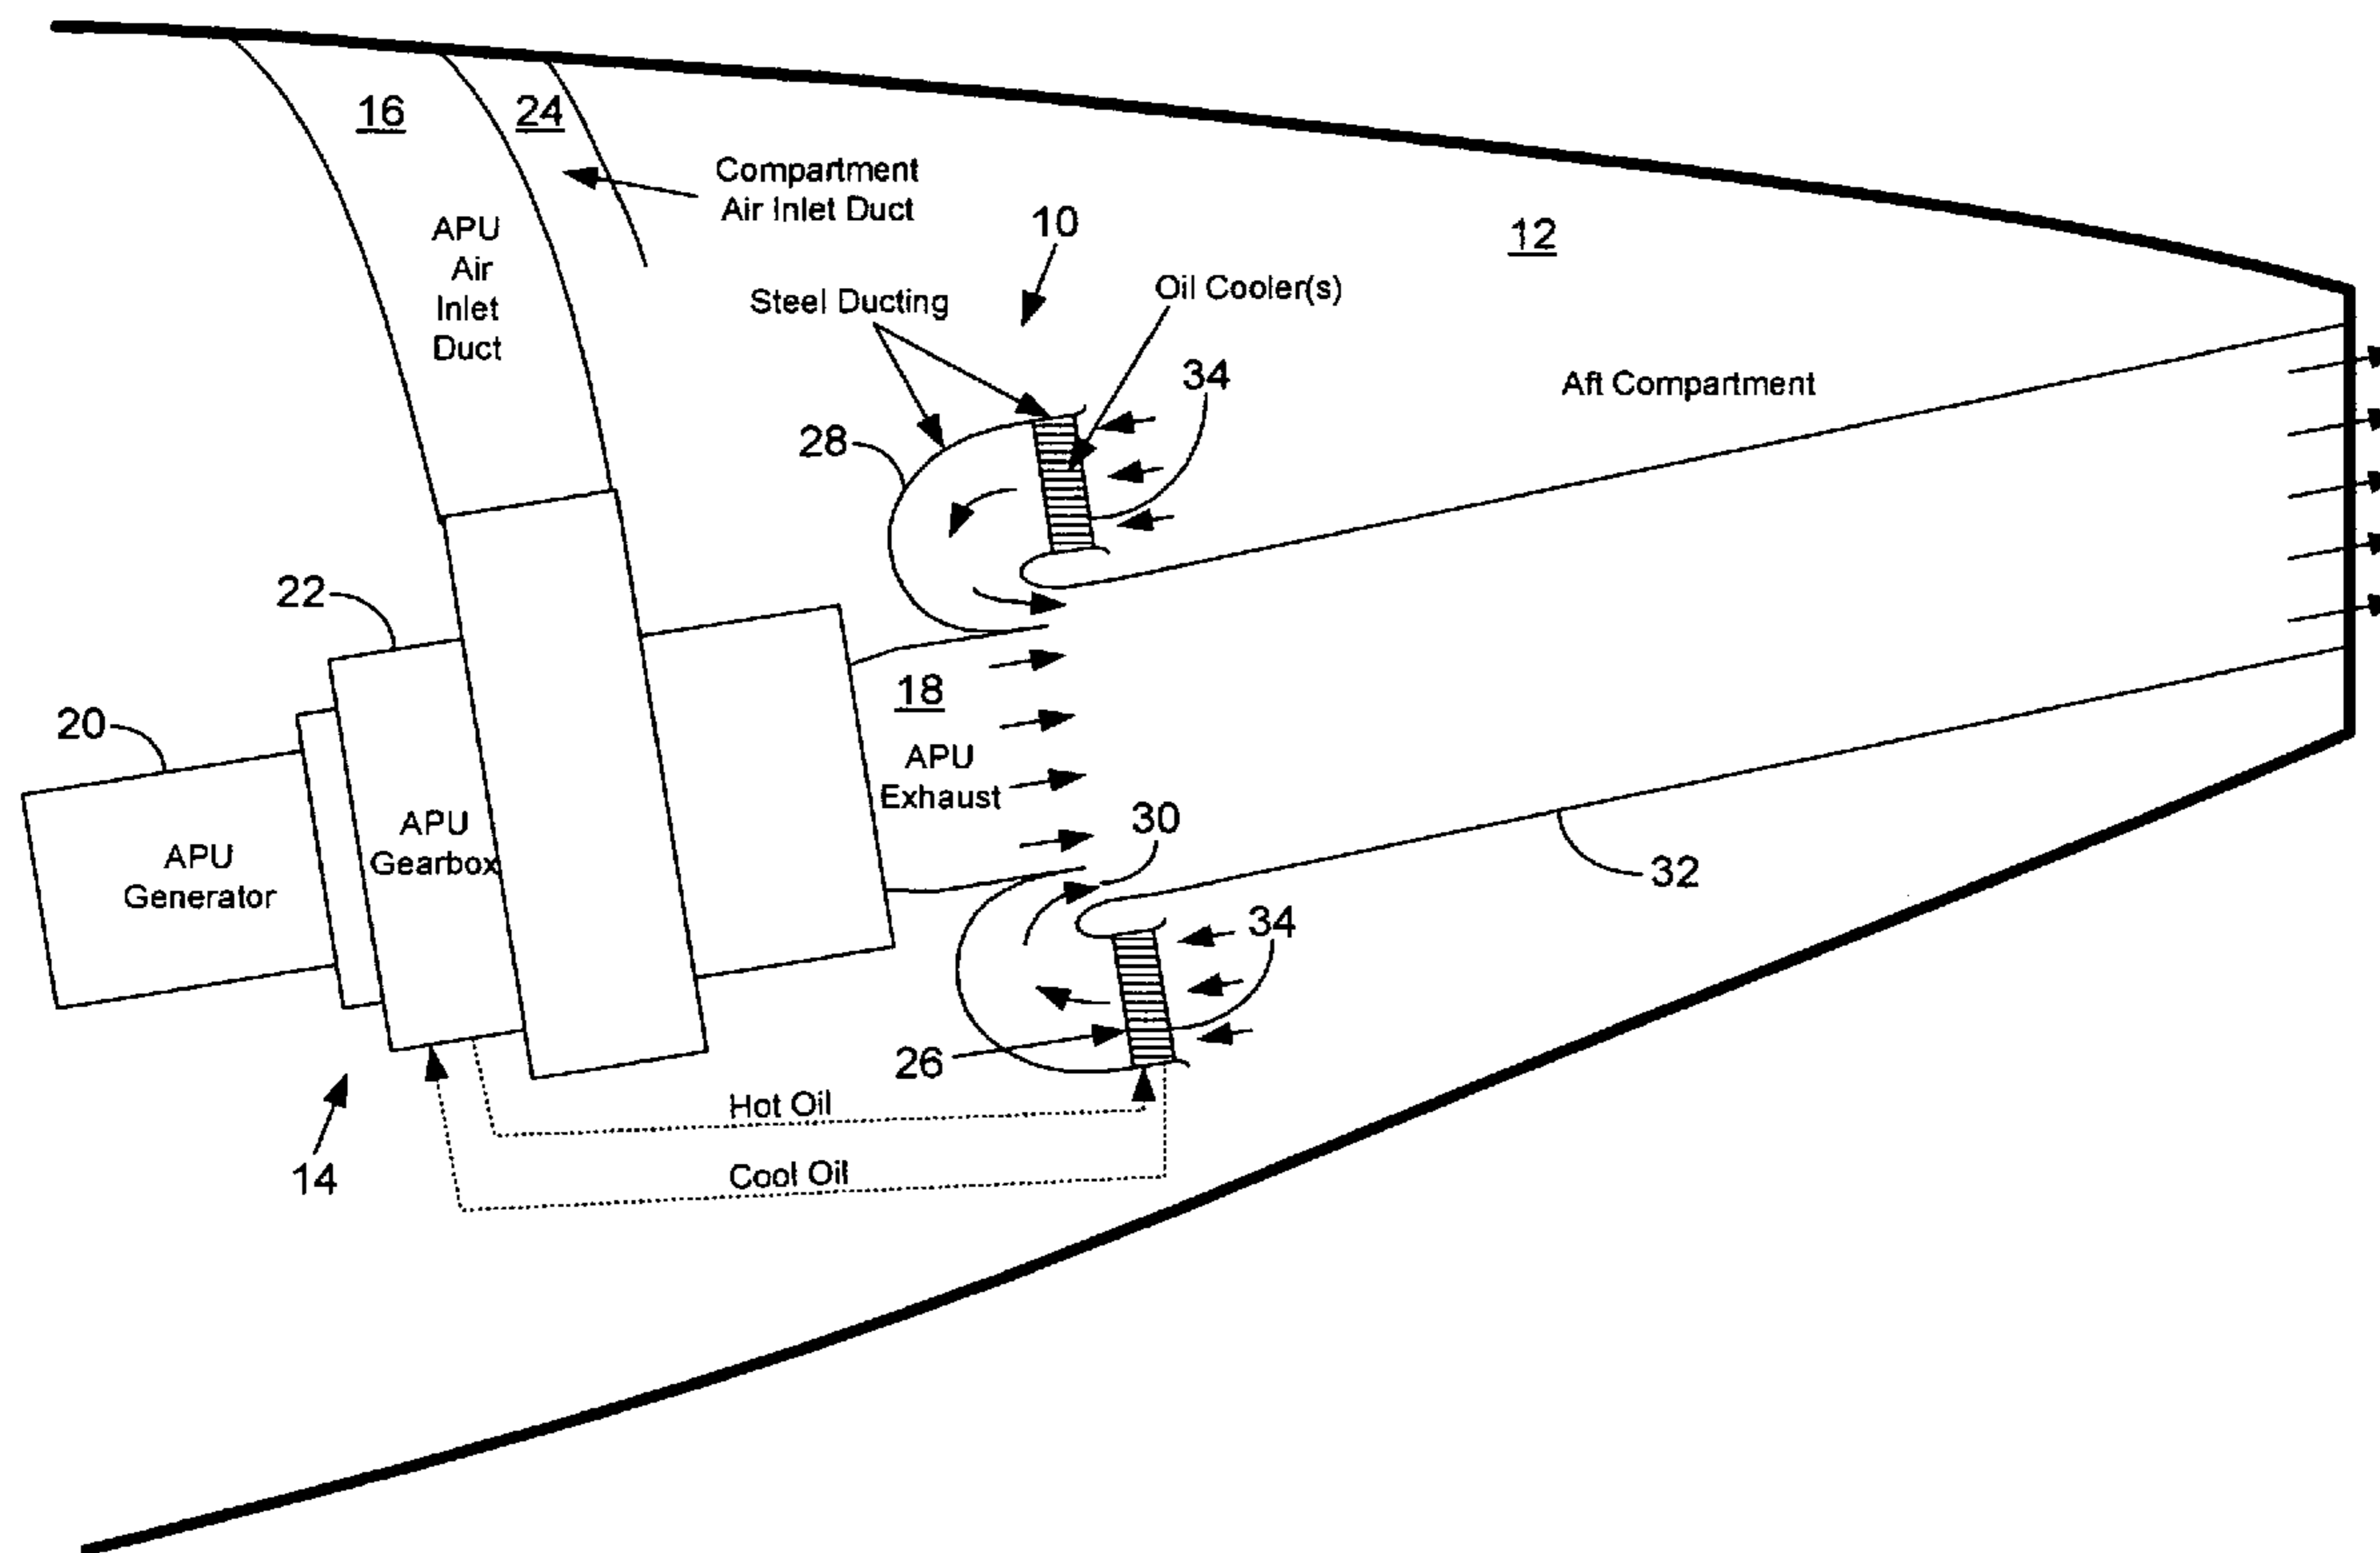 16
24
Compartment
Air Inlet Duct
APU
Air
Inlet
Duct
10
12
Steel Ducting
Oil Cooler(s)
34
Aft Compartment
28
22
18
20
APU
Exhaust
30
APU
Gearbox
APU
Generator
32
34
26
Hot Oil
14
Cool Oil